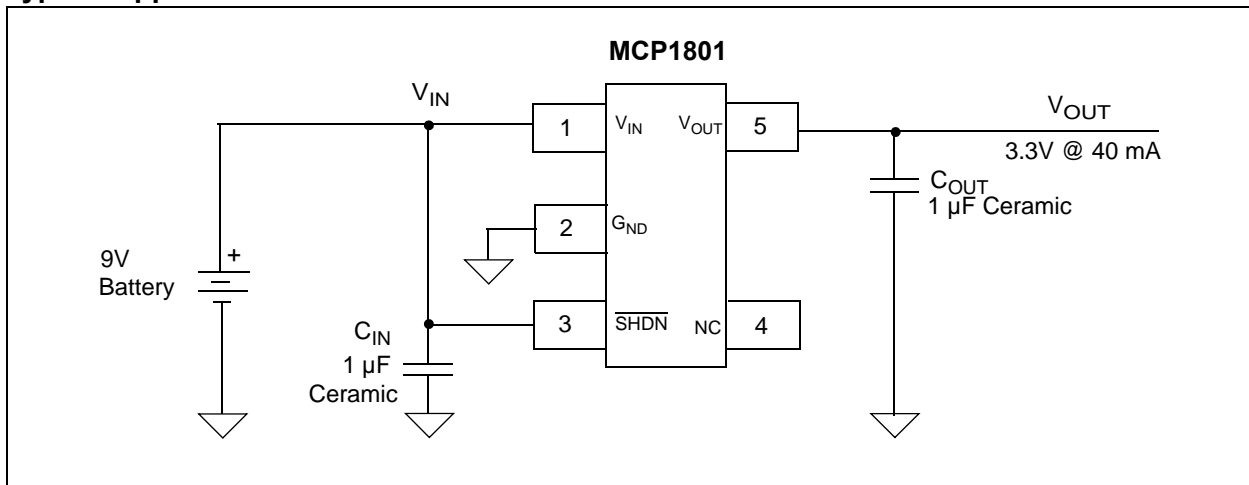 MCP1801
VIN
1
VIN
VOUT
5
VOUT
3.3V @ 40 mA
COUT
1 µF Ceramic
2
GND
9V
Battery
+
3
SHDN
NC
4
CIN
1 µF
Ceramic